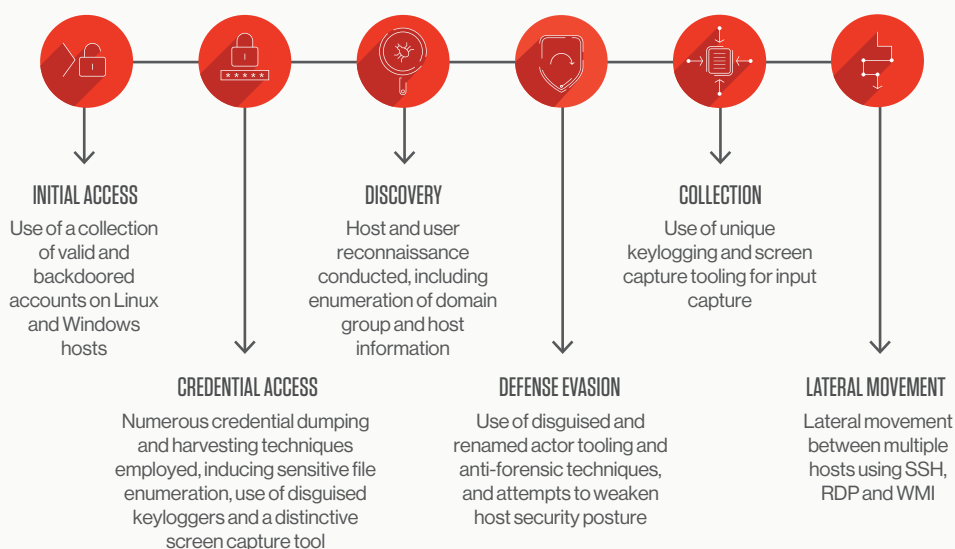 *****
INITIAL ACCESS
Use of a collection
of valid and
backdoored
accounts on Linux
and Windows
hosts
CREDENTIAL ACCESS
Numerous credential dumping
and harvesting techniques
employed, inducing sensitive file
enumeration, use of disguised
keyloggers and a distinctive
screen capture tool
DISCOVERY
Host and user
reconnaissance
conducted, including
enumeration of domain
group and host
information
DEFENSE EVASION
Use of disguised and
renamed actor tooling and
anti-forensic techniques,
and attempts to weaken
host security posture
COLLECTION
Use of unique
keylogging and screen
capture tooling for input
capture
LATERAL MOVEMENT
Lateral movement
between multiple
hosts using SSH,
RDP and WMI